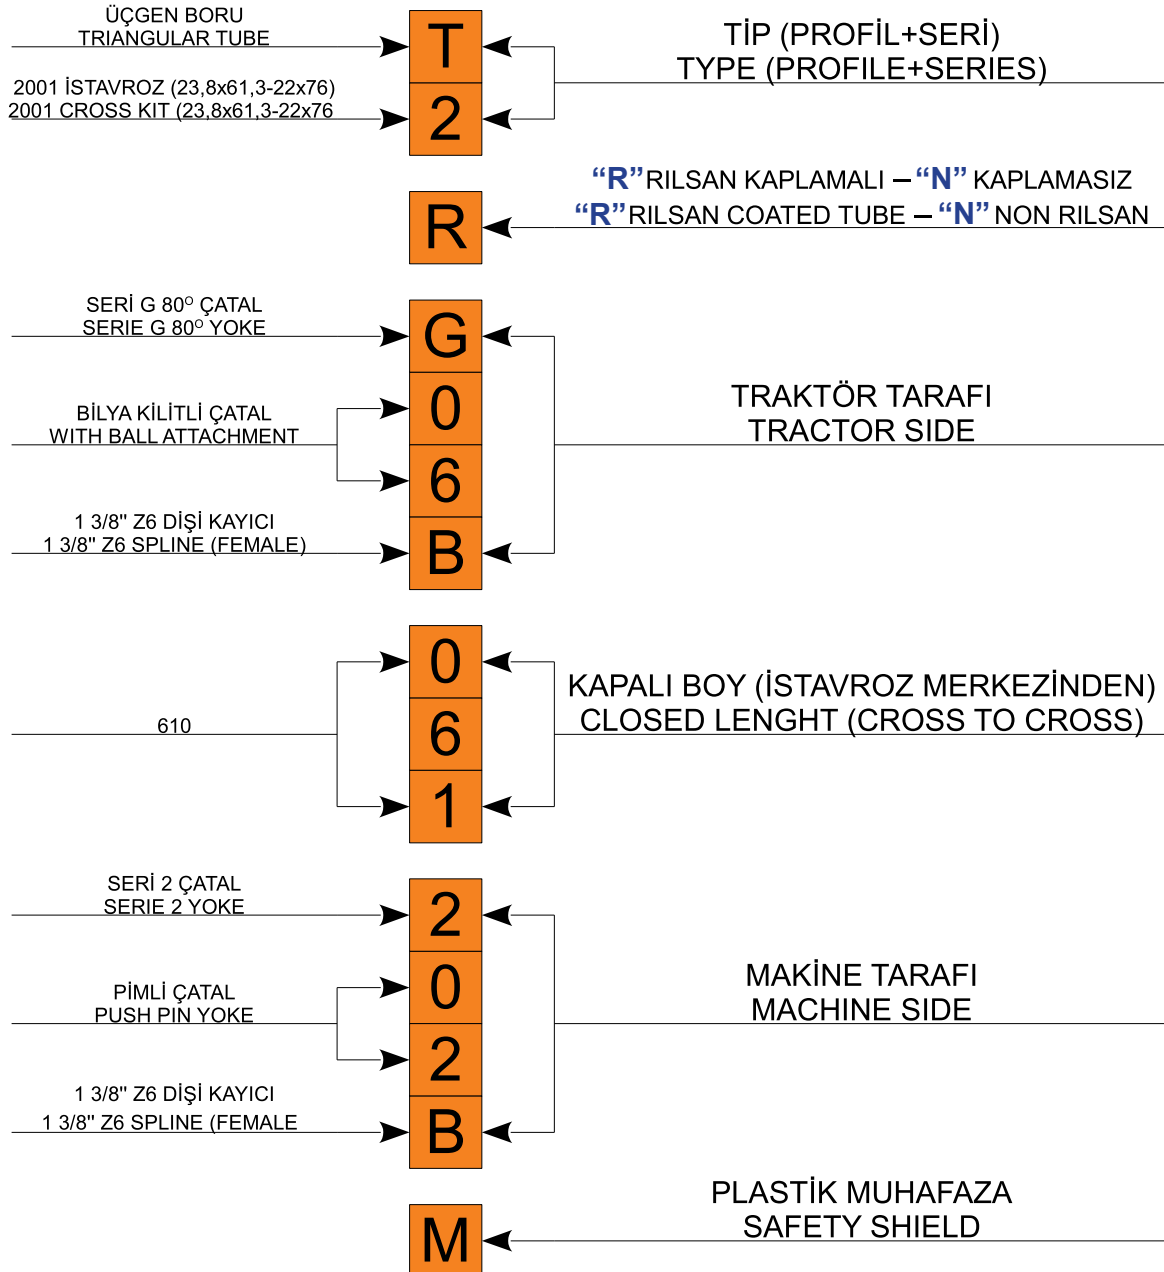 ÜÇGEN BORU
TRIANGULAR TUBE
T
TİP (PROFİL+SERİ)
TYPE (PROFILE+SERIES)
2001 İSTAVROZ (23,8x61,3-22x76)
2001 CROSS KIT (23,8x61,3-22x76
2
“R” RILSAN KAPLAMALI – “N” KAPLAMASIZ
“R” RILSAN COATED TUBE – “N” NON RILSAN
R
SERİ G 80° ÇATAL
SERIE G 80° YOKE
G
BİLYA KİLİTLİ ÇATAL
WITH BALL ATTACHMENT
0
6
TRAKTÖR TARAFI
TRACTOR SIDE
1 3/8" Z6 DİŞİ KAYICI
1 3/8" Z6 SPLINE (FEMALE)
B
0
6
1
610
KAPALI BOY (İSTAVROZ MERKEZİNDEN)
CLOSED LENGHT (CROSS TO CROSS)
SERİ 2 ÇATAL
SERIE 2 YOKE
2
PİMLİ ÇATAL
PUSH PIN YOKE
0
2
MAKİNE TARAFI
MACHINE SIDE
1 3/8" Z6 DİŞİ KAYICI
1 3/8" Z6 SPLINE (FEMALE
B
PLASTİK MUHAFAZA
SAFETY SHIELD
M